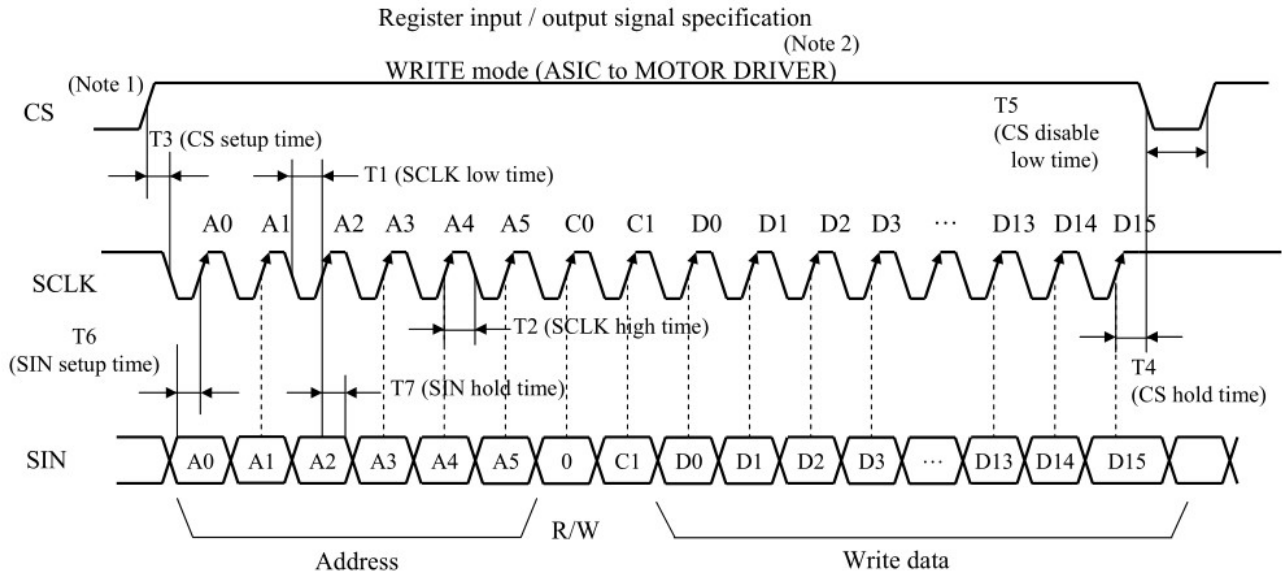 Register input / output signal specification
(Note 2)
WRITE mode (ASIC to MOTOR DRIVER)
(Note 1)
CS
T3 (CS setup time)
T5
(CS disable
low time)
T1 (SCLK low time)
A0 A1 A2 A3 A4 A5 C0 C1 D0 D1 D2 D3 ... D13 D14 D15
SCLK
T2 (SCLK high time)
T6
(SIN setup time)
T7 (SIN hold time)
T4
(CS hold time)
SIN
A0 A1 A2 A3 A4 A5 0 C1 D0 D1 D2 D3 ... D13 D14 D15
R/W
Address
Write data